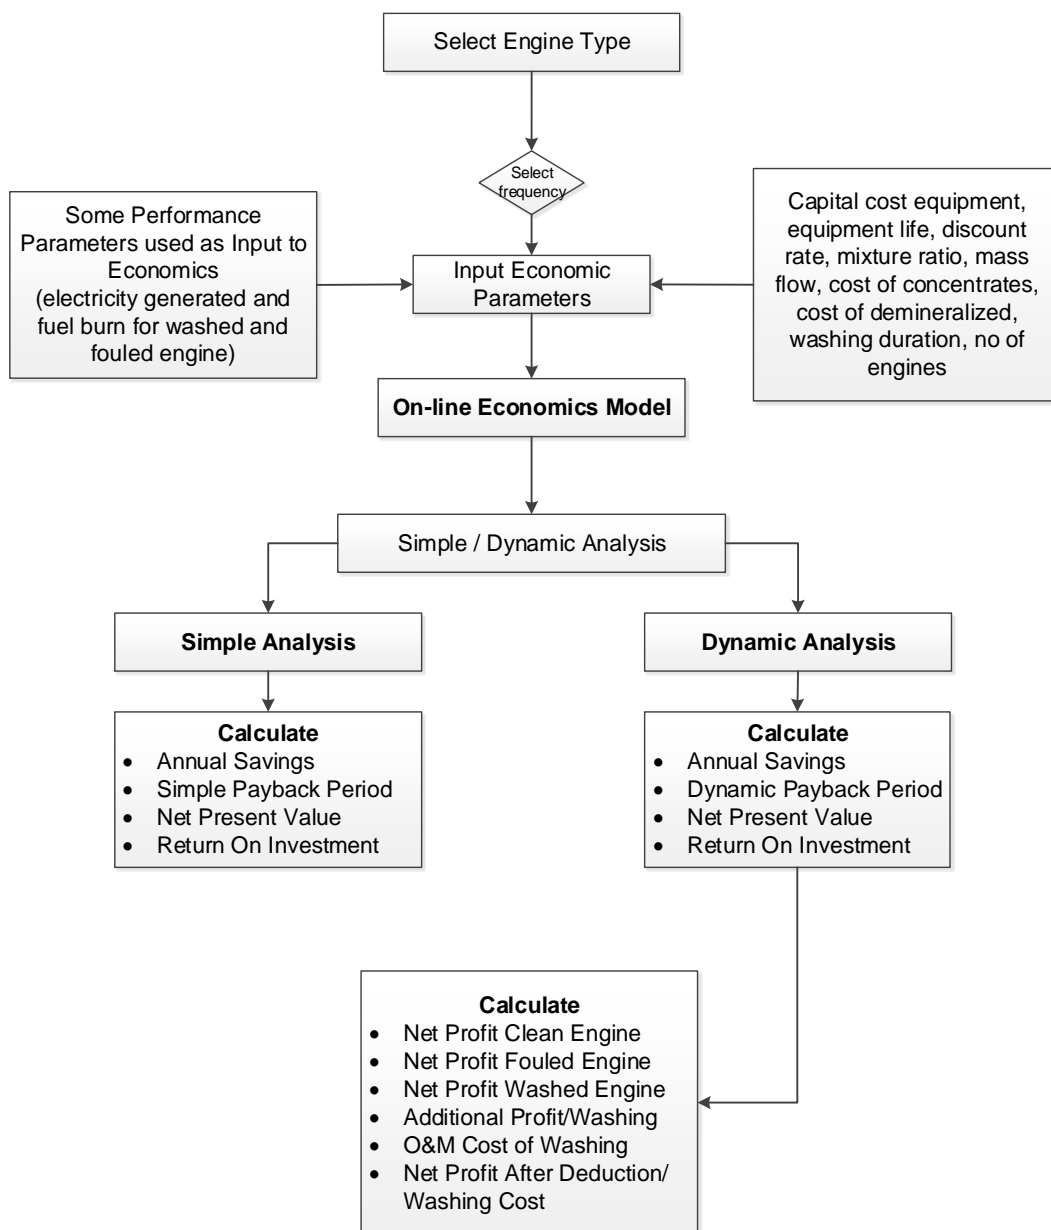 Select Engine Type
Select
frequency
Some Performance
Parameters used as Input to
Economics
(electricity generated and
fuel burn for washed and
fouled engine)
Input Economic
Parameters
Capital cost equipment,
equipment life, discount
rate, mixture ratio, mass
flow, cost of concentrates,
cost of demineralized,
washing duration, no of
engines
On-line Economics Model
Simple / Dynamic Analysis
Simple Analysis
Dynamic Analysis
Calculate
• Annual Savings
• Simple Payback Period
• Net Present Value
• Return On Investment
Calculate
• Annual Savings
• Dynamic Payback Period
• Net Present Value
• Return On Investment
Calculate
• Net Profit Clean Engine
• Net Profit Fouled Engine
• Net Profit Washed Engine
• Additional Profit/Washing
• O&M Cost of Washing
• Net Profit After Deduction/
Washing Cost